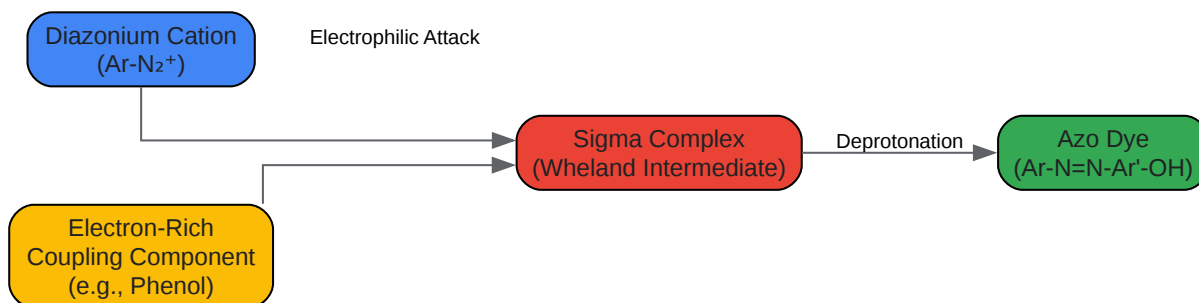 Diazonium Cation
(Ar-N₂⁺)
Electrophilic Attack
Sigma Complex
(Wheland Intermediate)
Deprotonation
Azo Dye
(Ar-N=N-Ar'-OH)
Electron-Rich
Coupling Component
(e.g., Phenol)